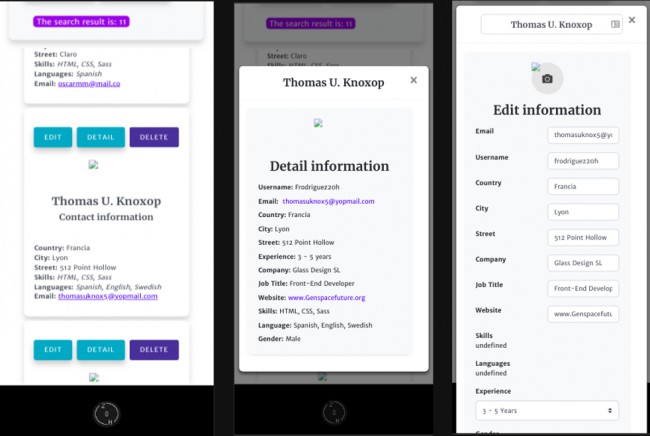 The search result is: 11
Street: Claro
Skills: HTML, CSS, Sass
Languages: Spanish
Email: oscarmm@mail.co
EDIT
DETAIL
DELETE
Thomas U. Knoxop
Contact information
Country: Francia
City: Lyon
Street: 512 Point Hollow
Skills: HTML, CSS, Sass
Languages: Spanish, English, Swedish
Email: thomasuknox5@yopmail.com
EDIT
DETAIL
DELETE
The search result is: 11
Street: Claro
Thomas U. Knoxop
×
Detail information
Username: Frodriguez20h
Email: thomasuknox5@yopmail.com
Country: Francia
City: Lyon
Street: 512 Point Hollow
Experience: 3 - 5 years
Company: Glass Design SL
Job Title: Front-End Developer
Website: www.Genspacefuture.org
Skills: HTML, CSS, Sass
Language: Spanish, English, Swedish
Gender: Male
Thomas U. Knoxop
×
Edit information
Email thomasuknox5@y
Username frodriguez20h
Country Francia
City Lyon
Street 512 Point Hollow
Company Glass Design SL
Job Title Front-End Develop
Website www.Genspacefutu
Skills
undefined
Languages
undefined
Experience
3 - 5 Years